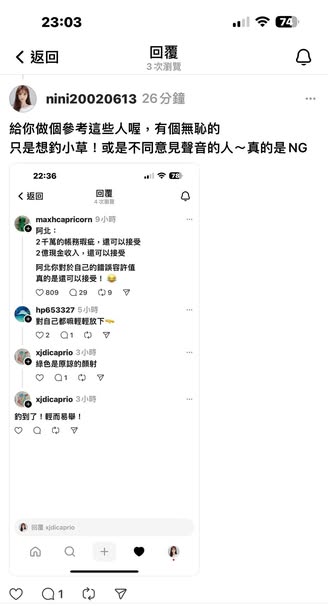 23:03
74
返回
回覆
3 次瀏覽
nini20020613 26分鐘
給你做個參考這些人喔，有個無恥的
只是想釣小草！或是不同意見聲音的人～真的是NG
22:36
78
返回
回覆
4 次瀏覽
maxhcapricorn 9小時
阿北：
2千萬的帳務瑕疵，還可以接受
2億現金收入，還可以接受
阿北你對於自己的錯誤容許值
真的是還可以接受！😂
809 29 9
hp653327 5小時
對自己都嘛輕輕放下🫳
2 1
xjdicaprio 3小時
綠色是原諒的顏射
1
xjdicaprio 3小時
釣到了！輕而易舉！
回覆 xjdicaprio
1